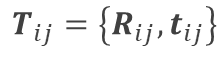 T_{ij} = {R_{ij}, t_{ij}}